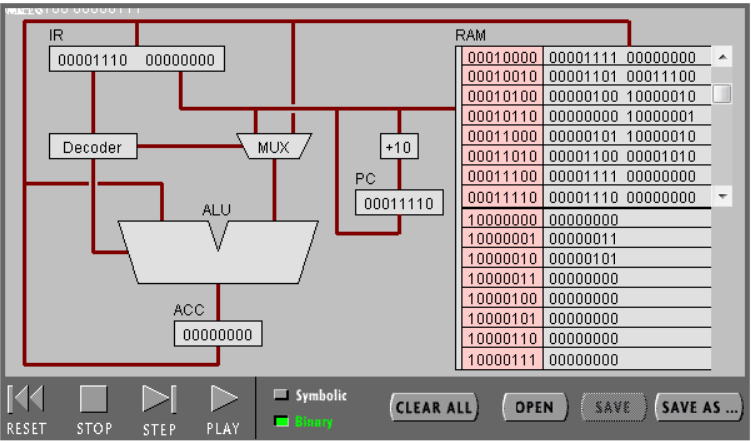 IR
00001110 00000000
RAM
00010000 00001111 00000000
00010010 00001101 00011100
00010100 00000100 10000010
00010110 00000000 10000001
00011000 00000101 10000010
00011010 00001100 00001010
00011100 00001111 00000000
00011110 00001110 00000000
Decoder
MUX
+10
PC
00011110
ALU
10000000 00000000
10000001 00000011
10000010 00000101
10000011 00000000
10000100 00000000
10000101 00000000
10000110 00000000
10000111 00000000
ACC
00000000
RESET
STOP
STEP
PLAY
Symbolic
Binary
CLEAR ALL
OPEN
SAVE
SAVE AS ...